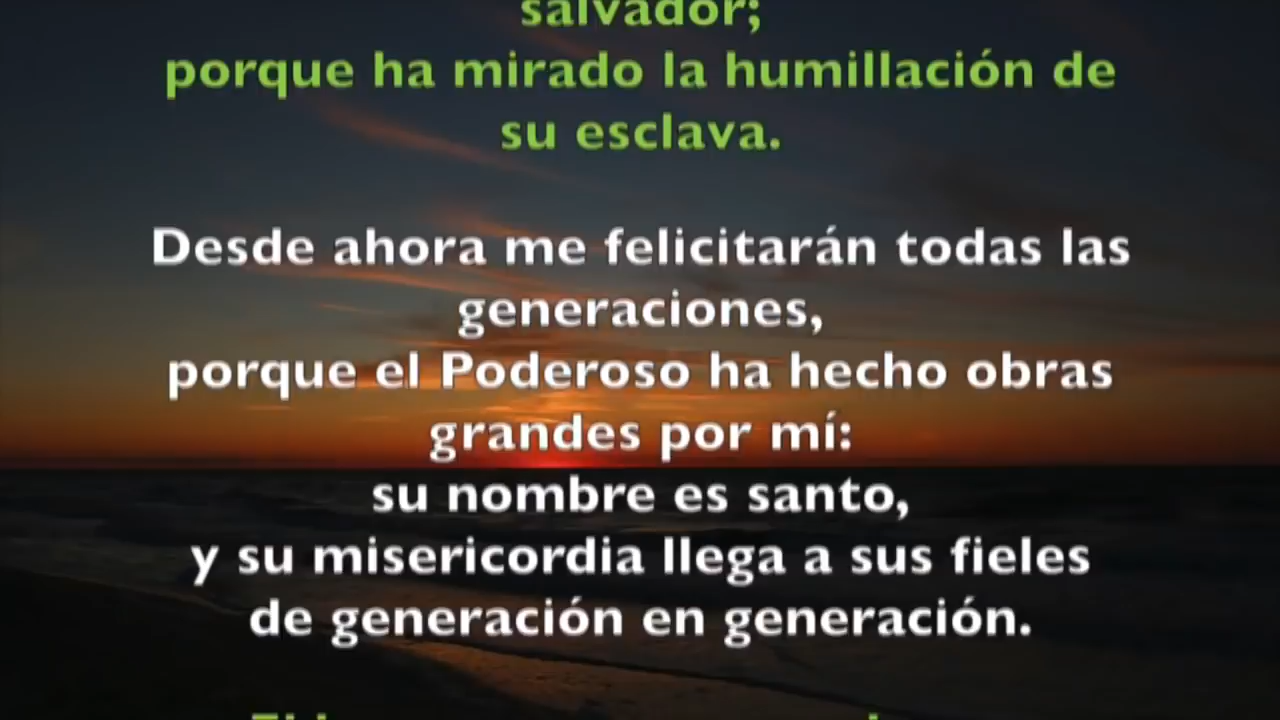 salvador;
porque ha mirado la humillación de
su esclava.
Desde ahora me felicitarán todas las
generaciones,
porque el Poderoso ha hecho obras
grandes por mí:
su nombre es santo,
y su misericordia llega a sus fieles
de generación en generación.